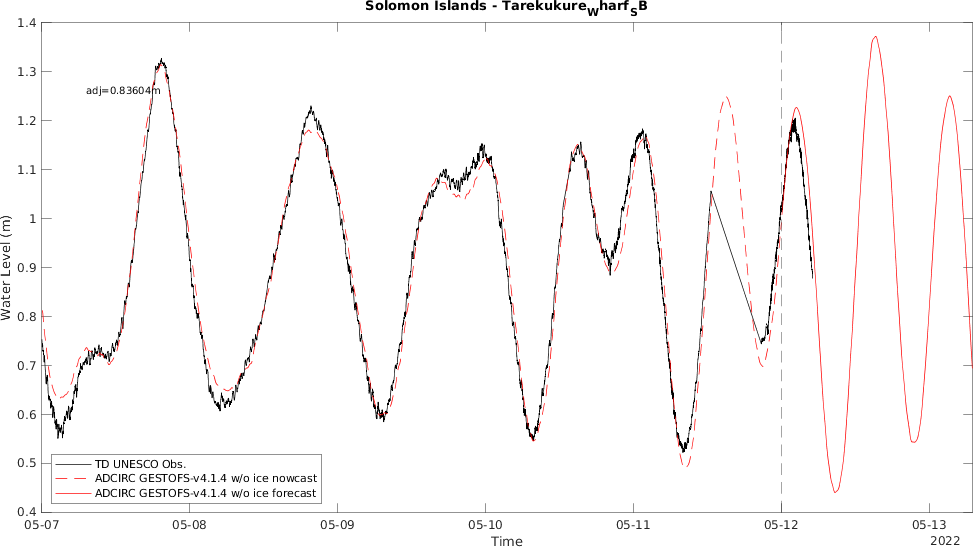 Solomon Islands - Tarekukure_Wharf_SB
1.4
1.3
1.2
1.1
1
0.9
0.8
0.7
0.6
0.5
0.4
Water Level (m)
adj=0.83604m
TD UNESCO Obs.
ADCIRC GESTOFS-v4.1.4 w/o ice nowcast
ADCIRC GESTOFS-v4.1.4 w/o ice forecast
05-07 05-08 05-09 05-10 05-11 05-12 05-13
Time
2022